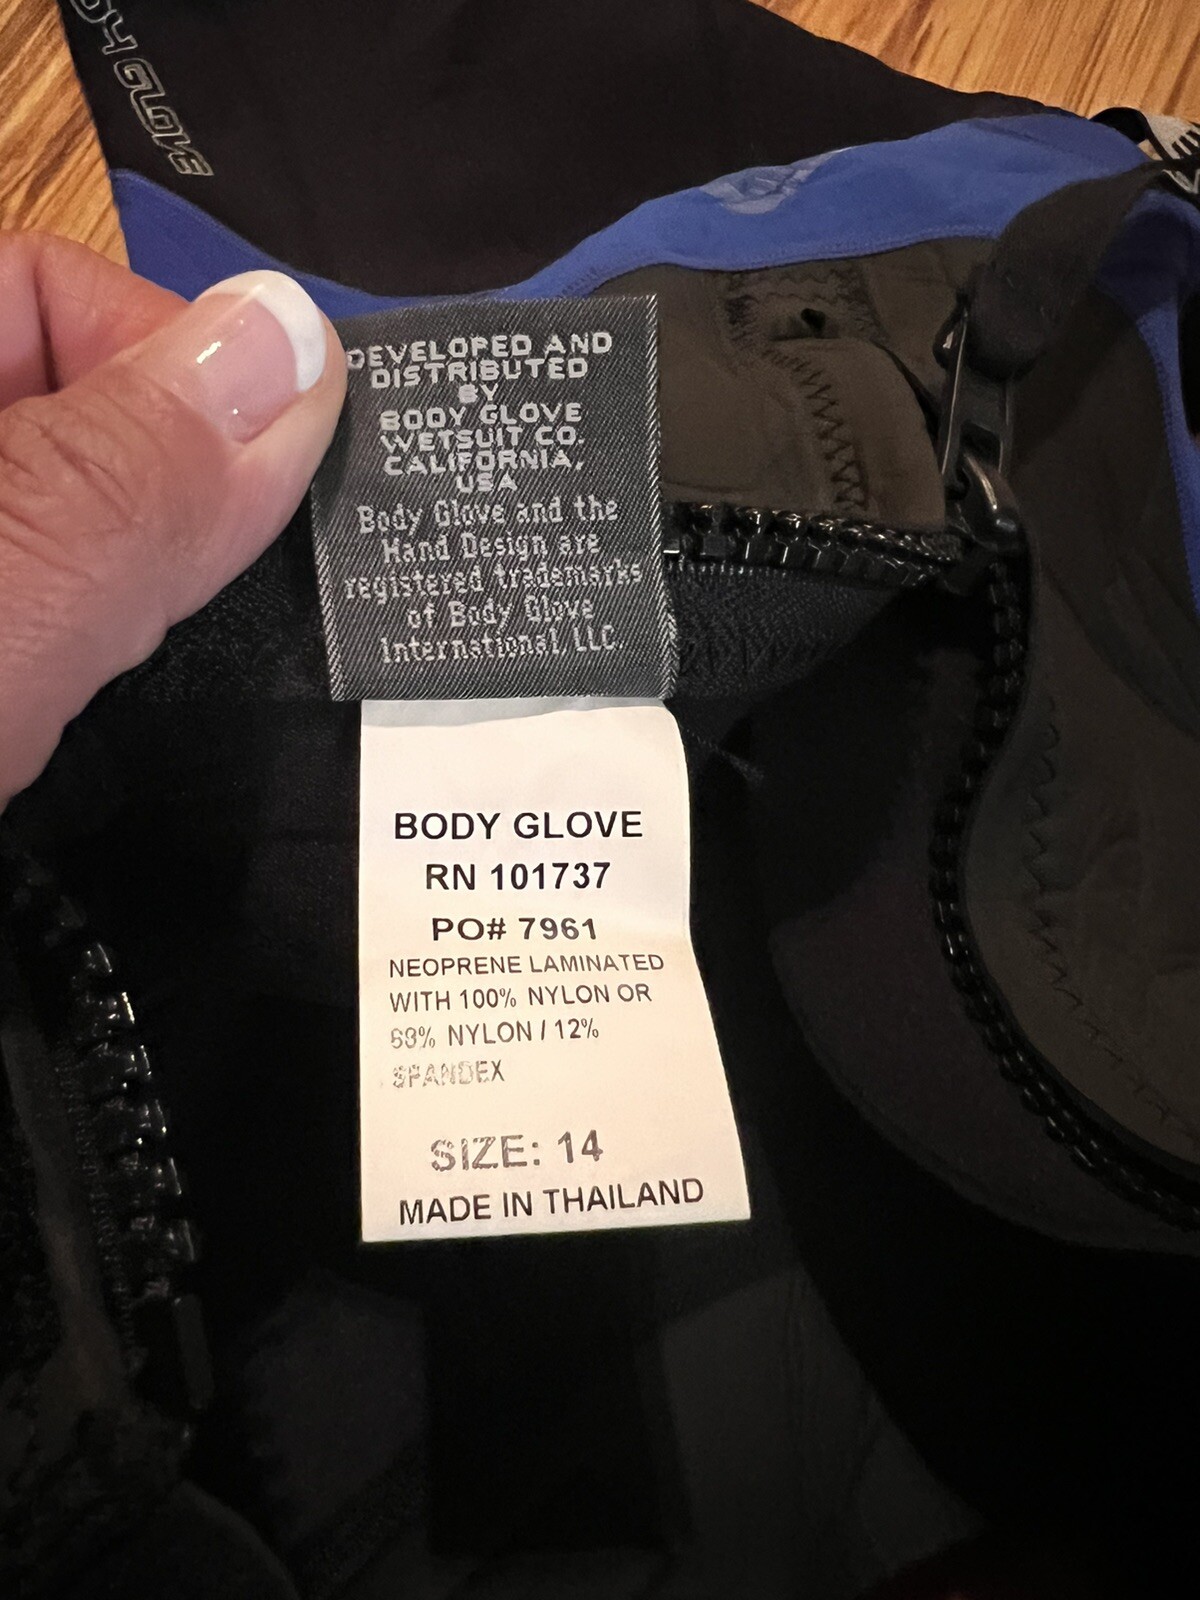 GLOVE
DEVELOPED AND
DISTRIBUTED
BY
BODY GLOVE
WETSUIT CO.
CALIFORNIA,
USA
Body Glove and the
Hand Design are
registered trademarks
of Body Glove
International, LLC.
BODY GLOVE
RN 101737
PO# 7961
NEOPRENE LAMINATED
WITH 100% NYLON OR
% NYLON / 12%
SPANDEX
SIZE: 14
MADE IN THAILAND